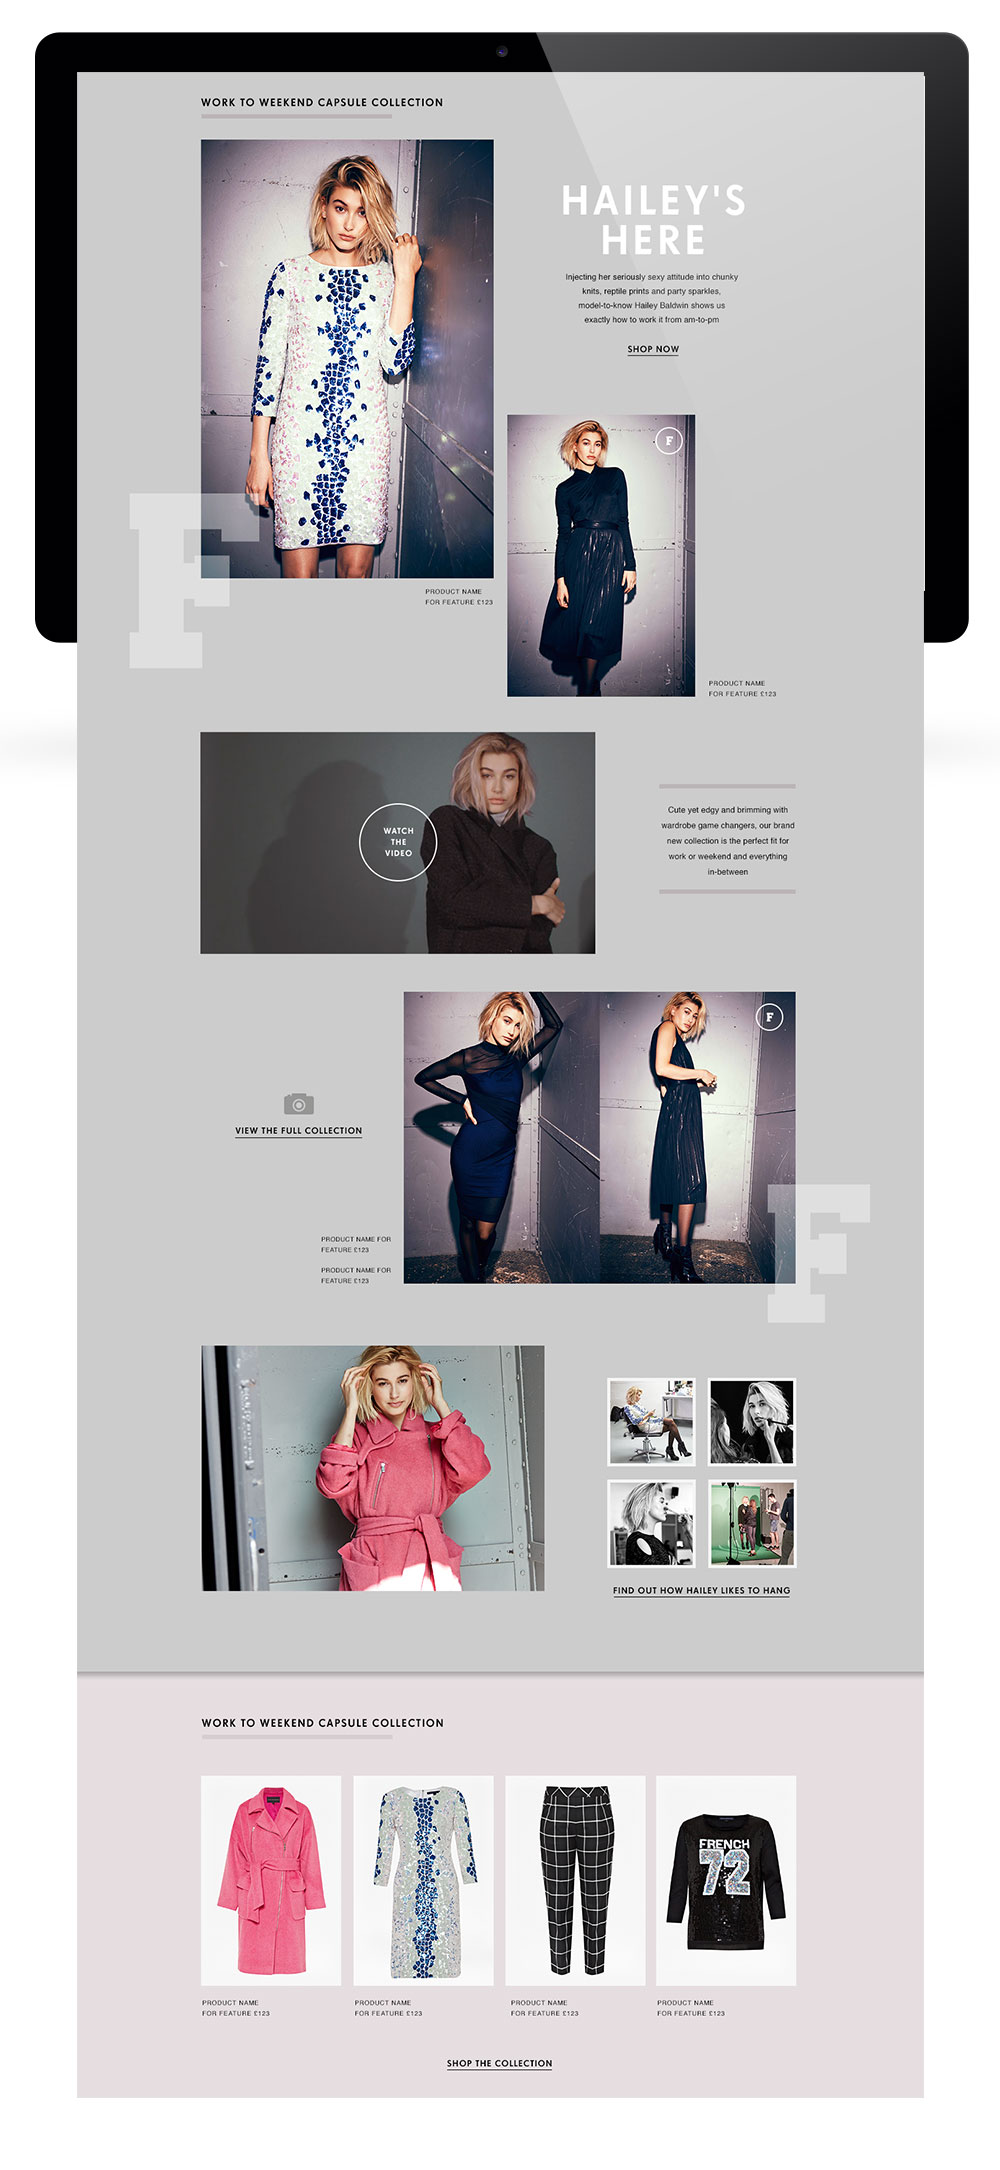 WORK TO WEEKEND CAPSULE COLLECTION
HAILEY'S
HERE
Injecting her seriously sexy attitude into chunky
knits, reptile prints and party sparkles,
model-to-know Hailey Baldwin shows us
exactly how to work it from am-to-pm
SHOP NOW
F
F
PRODUCT NAME
FOR FEATURE £123
PRODUCT NAME
FOR FEATURE £123
WATCH
THE
VIDEO
Cute yet edgy and brimming with
wardrobe game changers, our brand
new collection is the perfect fit for
work or weekend and everything
in-between
F
VIEW THE FULL COLLECTION
PRODUCT NAME FOR
FEATURE £123
PRODUCT NAME FOR
FEATURE £123
F
FIND OUT HOW HAILEY LIKES TO HANG
WORK TO WEEKEND CAPSULE COLLECTION
FRENCH
72
PRODUCT NAME
FOR FEATURE £123
PRODUCT NAME
FOR FEATURE £123
PRODUCT NAME
FOR FEATURE £123
PRODUCT NAME
FOR FEATURE £123
SHOP THE COLLECTION